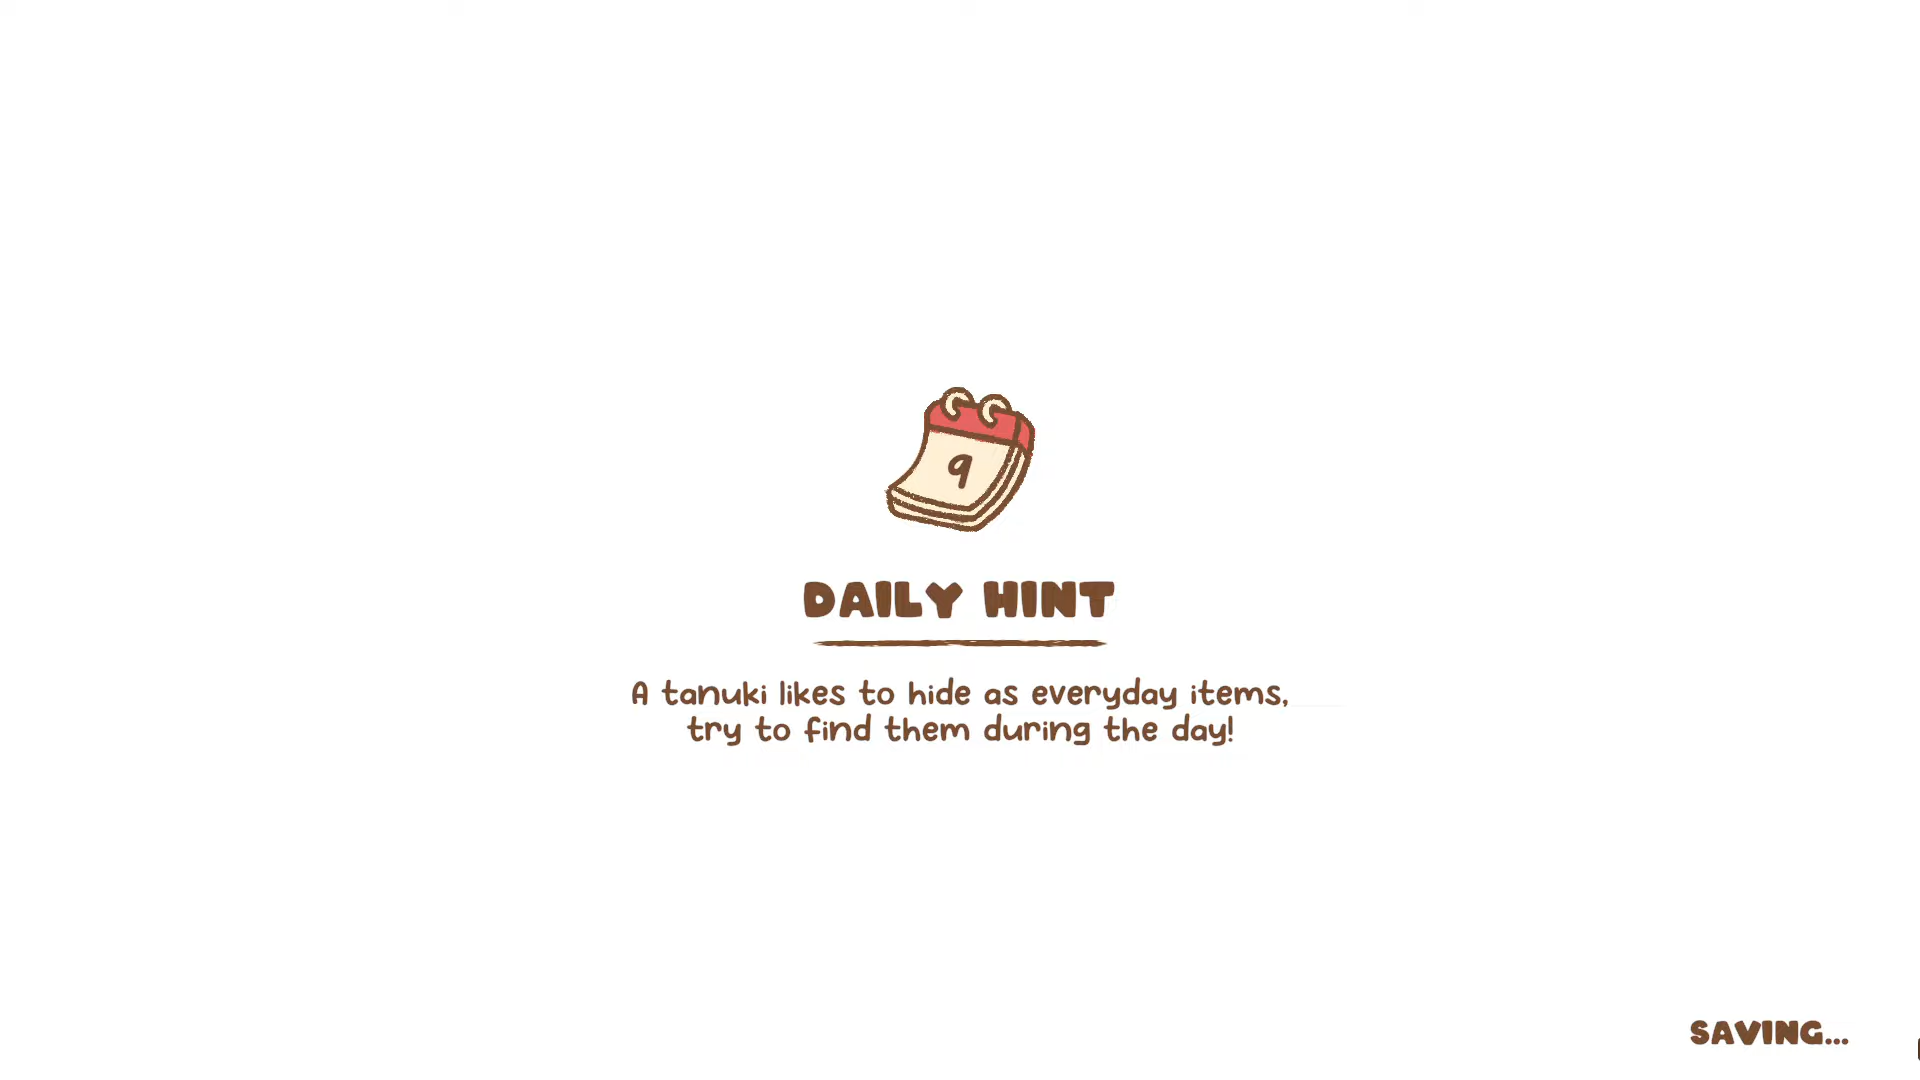 9
DAILY HINT
A tanuki likes to hide as everyday items,
try to find them during the day!
SAVING...